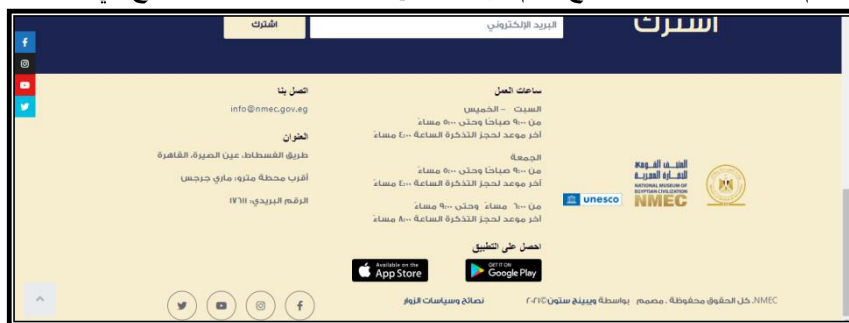 اشترك
البريد الإلكتروني
اشترك
ساعات العمل
السبت - الخميس
من ٩:٠٠ صباحًا وحتى ٥:٠٠ مساءً
آخر موعد لحجز التذكرة الساعة ٤:٠٠ مساءً
الجمعة
من ٩:٠٠ صباحًا وحتى ٥:٠٠ مساءً
آخر موعد لحجز التذكرة الساعة ٤:٠٠ مساءً
من ٦:٠٠ مساءً وحتى ٩:٠٠ مساءً
آخر موعد لحجز التذكرة الساعة ٨:٠٠ مساءً
احصل على التطبيق
Available on the
App Store
GET IT ON
Google Play
اتصل بنا
info@nmec.gov.eg
العنوان
طريق الفسطاط، عين الصيرة، القاهرة
أقرب محطة مترو: ماري جرجس
الرقم البريدي: ١١٦٧١
المتحف القومي
للحضارة المصرية
NATIONAL MUSEUM OF
EGYPTIAN CIVILIZATION
NMEC
unesco
NMEC، كل الحقوق محفوظة . مصمم بواسطة ويبينج ستون©٢٠٢١
نصائح وسياسات الزوار